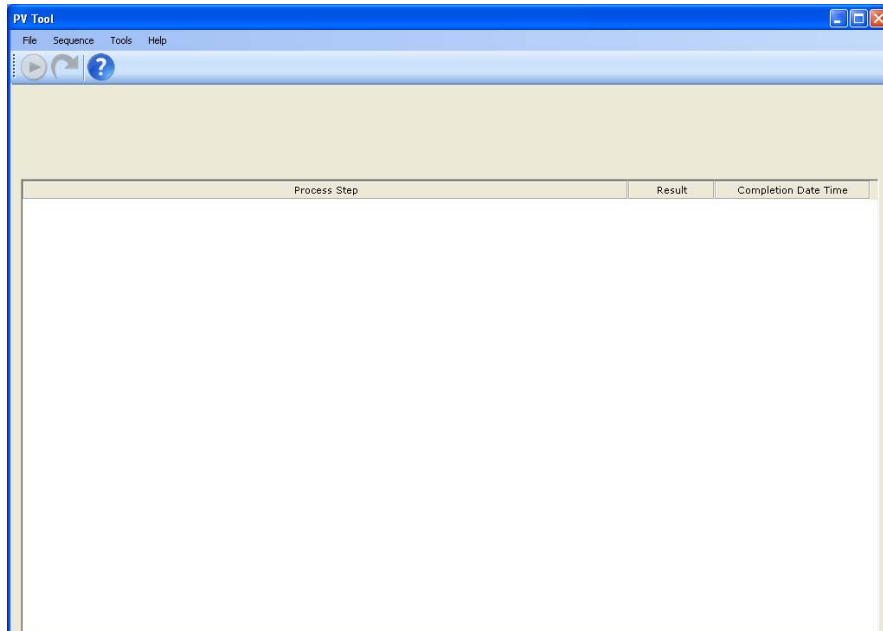 PV Tool
File Sequence Tools Help
?
Process Step Result Completion Date Time